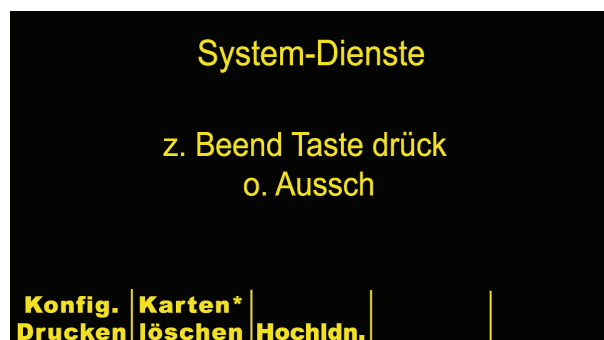 System-Dienste
z. Beend Taste drück
o. Aussch
Konfig. Karten*
Drucken löschen Hochldn.